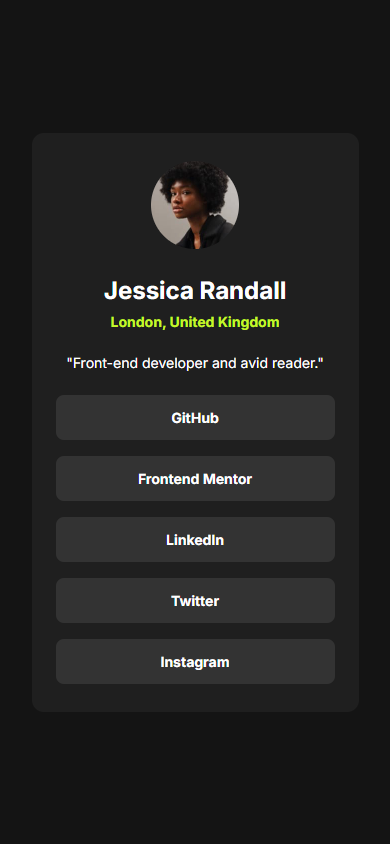 Jessica Randall
London, United Kingdom
"Front-end developer and avid reader."
GitHub
Frontend Mentor
LinkedIn
Twitter
Instagram